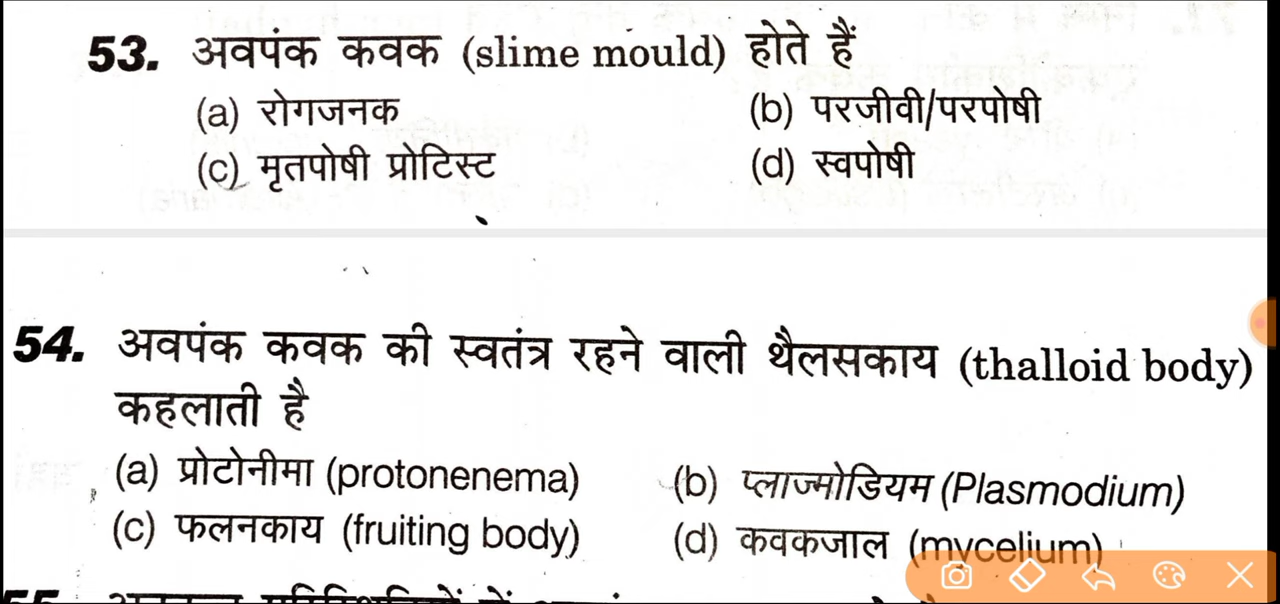 53. अवपंक कवक (slime mould) होते हैं
(a) रोगजनक (b) परजीवी/परपोषी
(c) मृतपोषी प्रोटिस्ट (d) स्वपोषी
54. अवपंक कवक की स्वतंत्र रहने वाली थैलसकाय (thalloid body)
कहलाती है
(a) प्रोटोनीमा (protonenema) (b) प्लाज्मोडियम (Plasmodium)
(c) फलनकाय (fruiting body) (d) कवकजाल (mycelium)